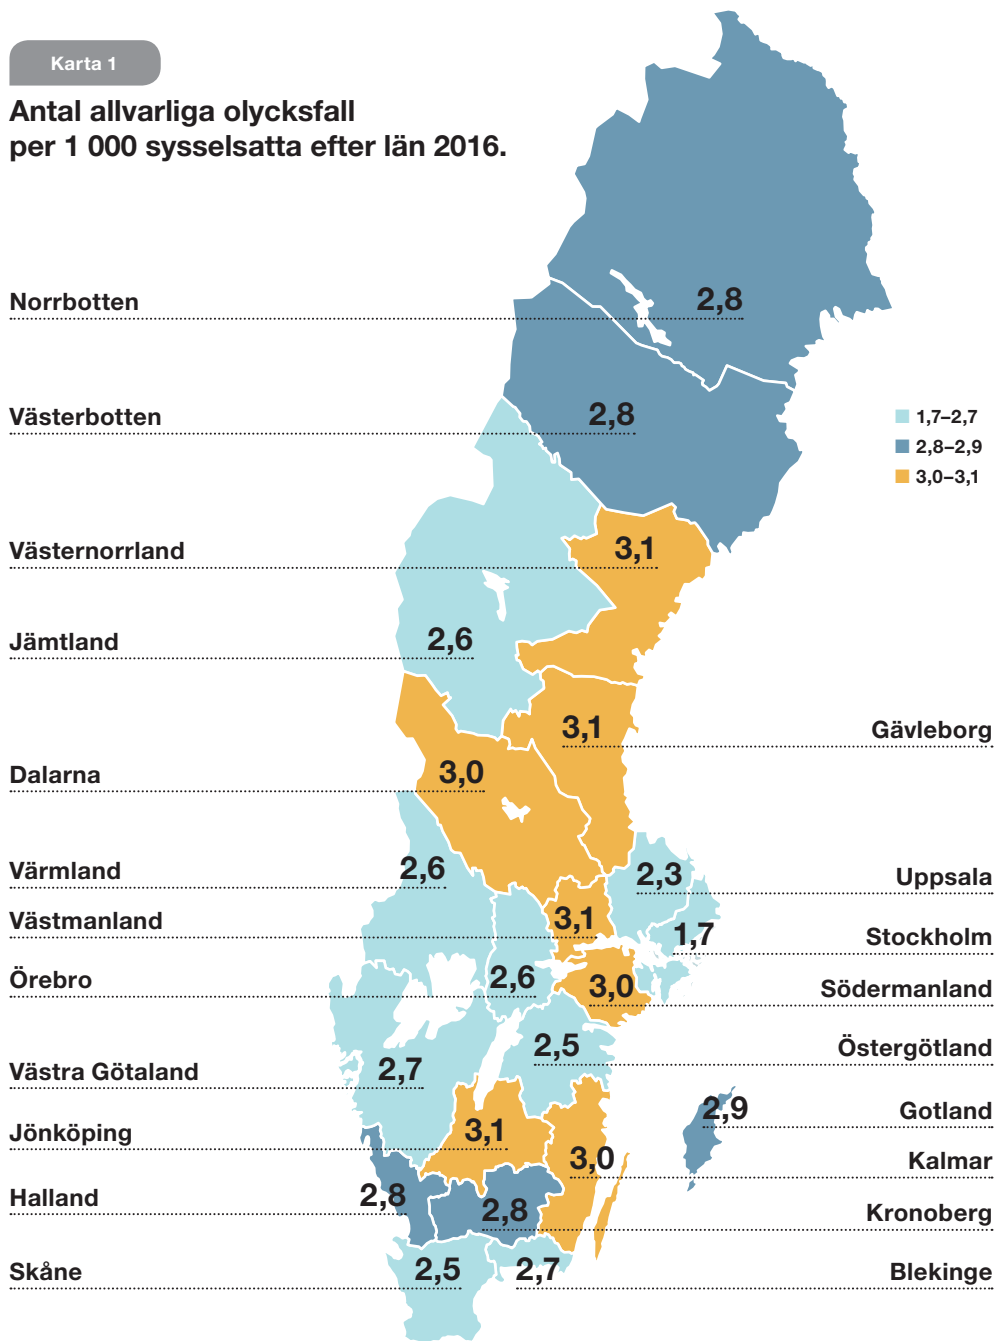 Karta 1
Antal allvarliga olycksfall
per 1 000 sysselsatta efter län 2016.
Norrbotten 2,8
Västerbotten 2,8
1,7–2,7
2,8–2,9
3,0–3,1
Västernorrland 3,1
Jämtland 2,6
3,1 Gävleborg
Dalarna 3,0
Värmland 2,6
2,3 Uppsala
Västmanland 3,1
1,7 Stockholm
Örebro 2,6
3,0 Södermanland
2,5 Östergötland
Västra Götaland 2,7
2,9 Gotland
Jönköping 3,1
3,0 Kalmar
Halland 2,8
2,8 Kronoberg
Skåne 2,5
2,7 Blekinge